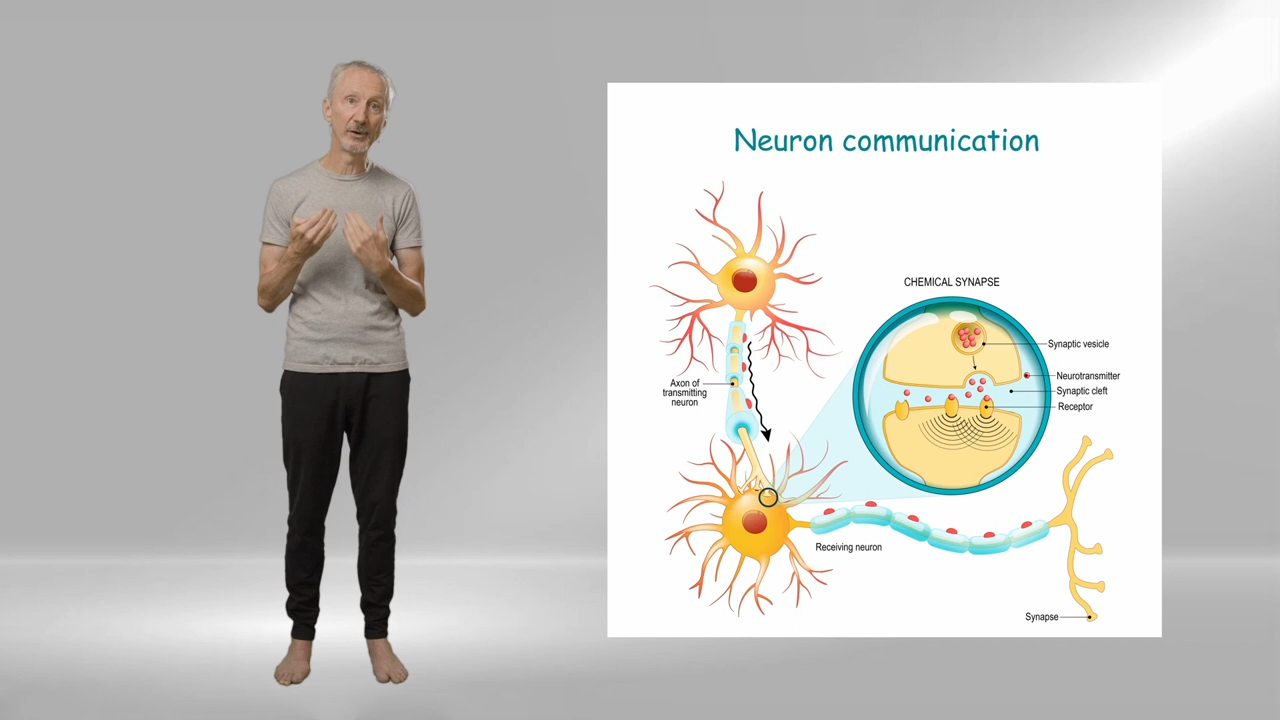 Neuron communication
CHEMICAL SYNAPSE
Synaptic vesicle
Neurotransmitter
Synaptic cleft
Receptor
Axon of
transmitting
neuron
Receiving neuron
Synapse